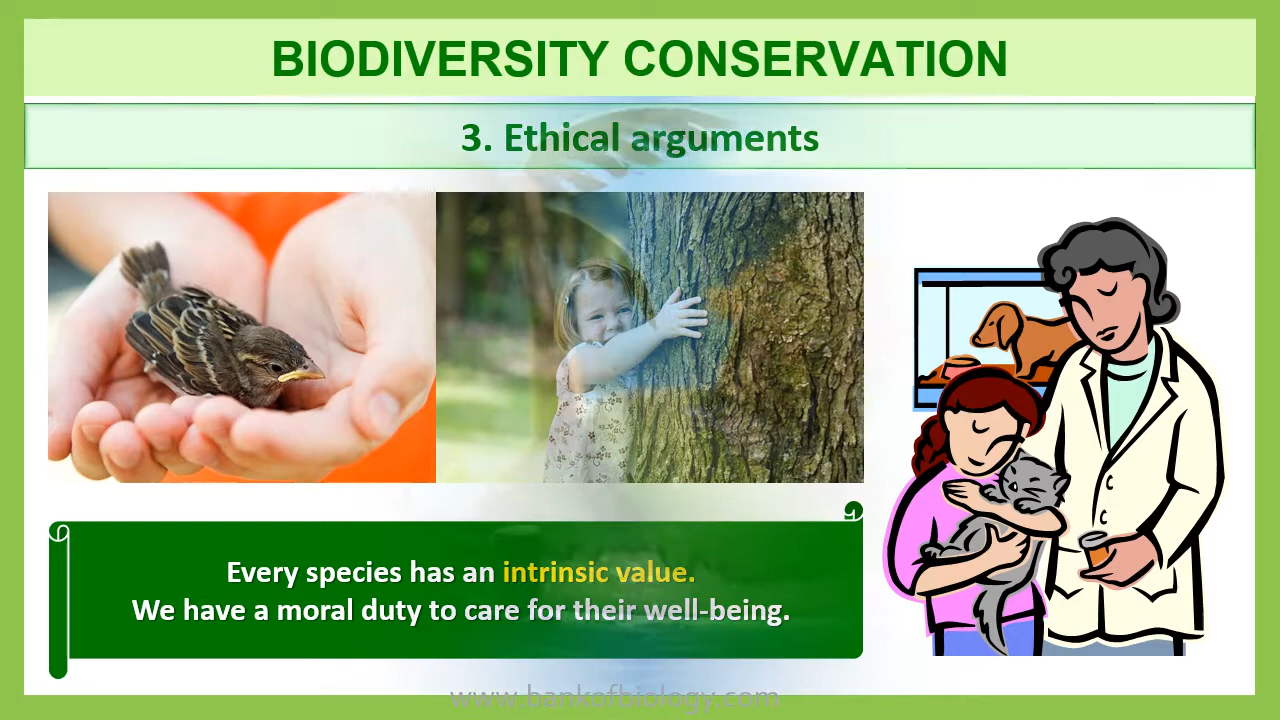 BIODIVERSITY CONSERVATION
3. Ethical arguments
Every species has an intrinsic value.
We have a moral duty to care for their well-being.
www.bankofbiology.com